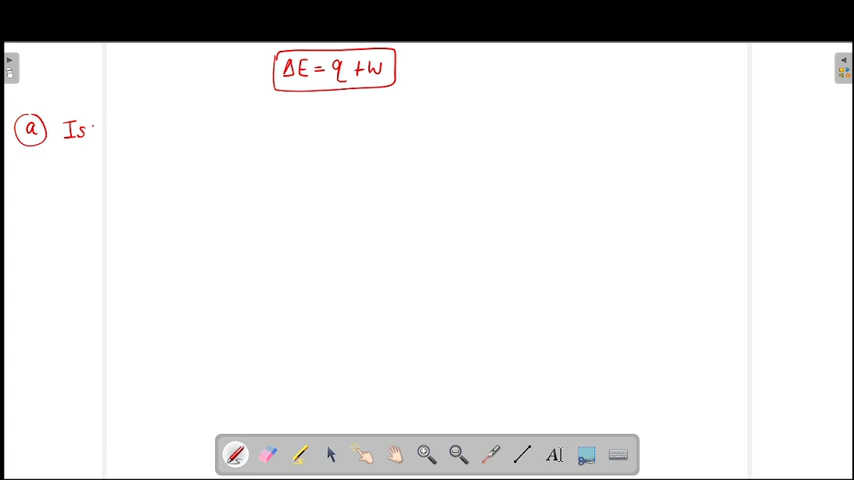 ΔE = q + w
ⓐ Is